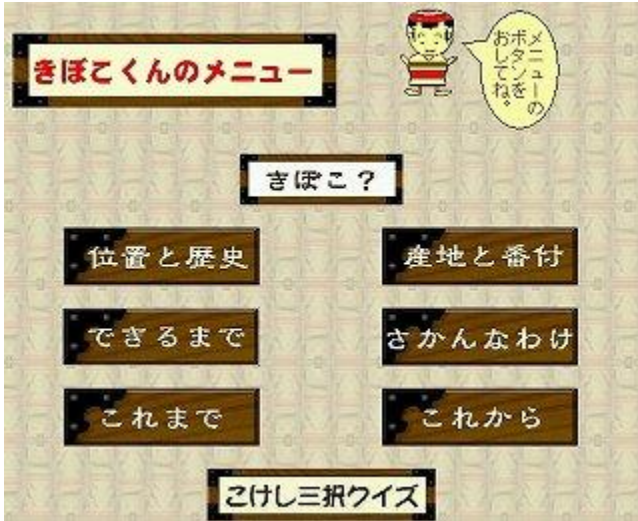 きぼこくんのメニュー
メニューの
ボタンを
おしてね。
きぼこ？
位置と歴史
産地と番付
できるまで
さかんなわけ
これまで
これから
こけし三択クイズ